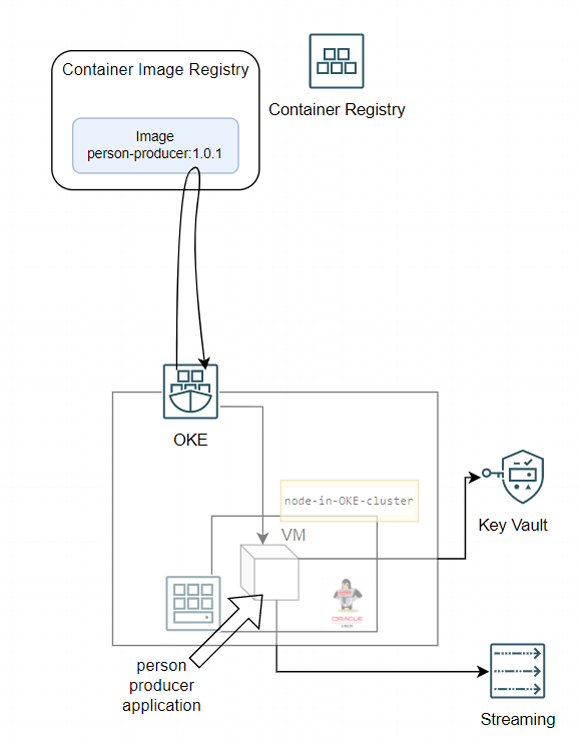 Container Image Registry
Image
person-producer:1.0.1
Container Registry
OKE
node-in-OKE-cluster
VM
Key Vault
ORACLE
LINUX
person
producer
application
Streaming